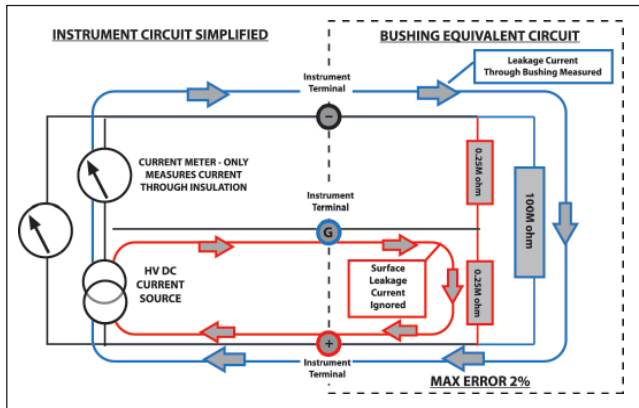 INSTRUMENT CIRCUIT SIMPLIFIED
BUSHING EQUIVALENT CIRCUIT
Leakage Current
Through Bushing Measured
Instrument
Terminal
−
CURRENT METER - ONLY
MEASURES CURRENT
THROUGH INSULATION
0.25M ohm
100M ohm
Instrument
Terminal
G
HV DC
CURRENT
SOURCE
Surface
Leakage
Current
Ignored
0.25M ohm
+
Instrument
Terminal
MAX ERROR 2%